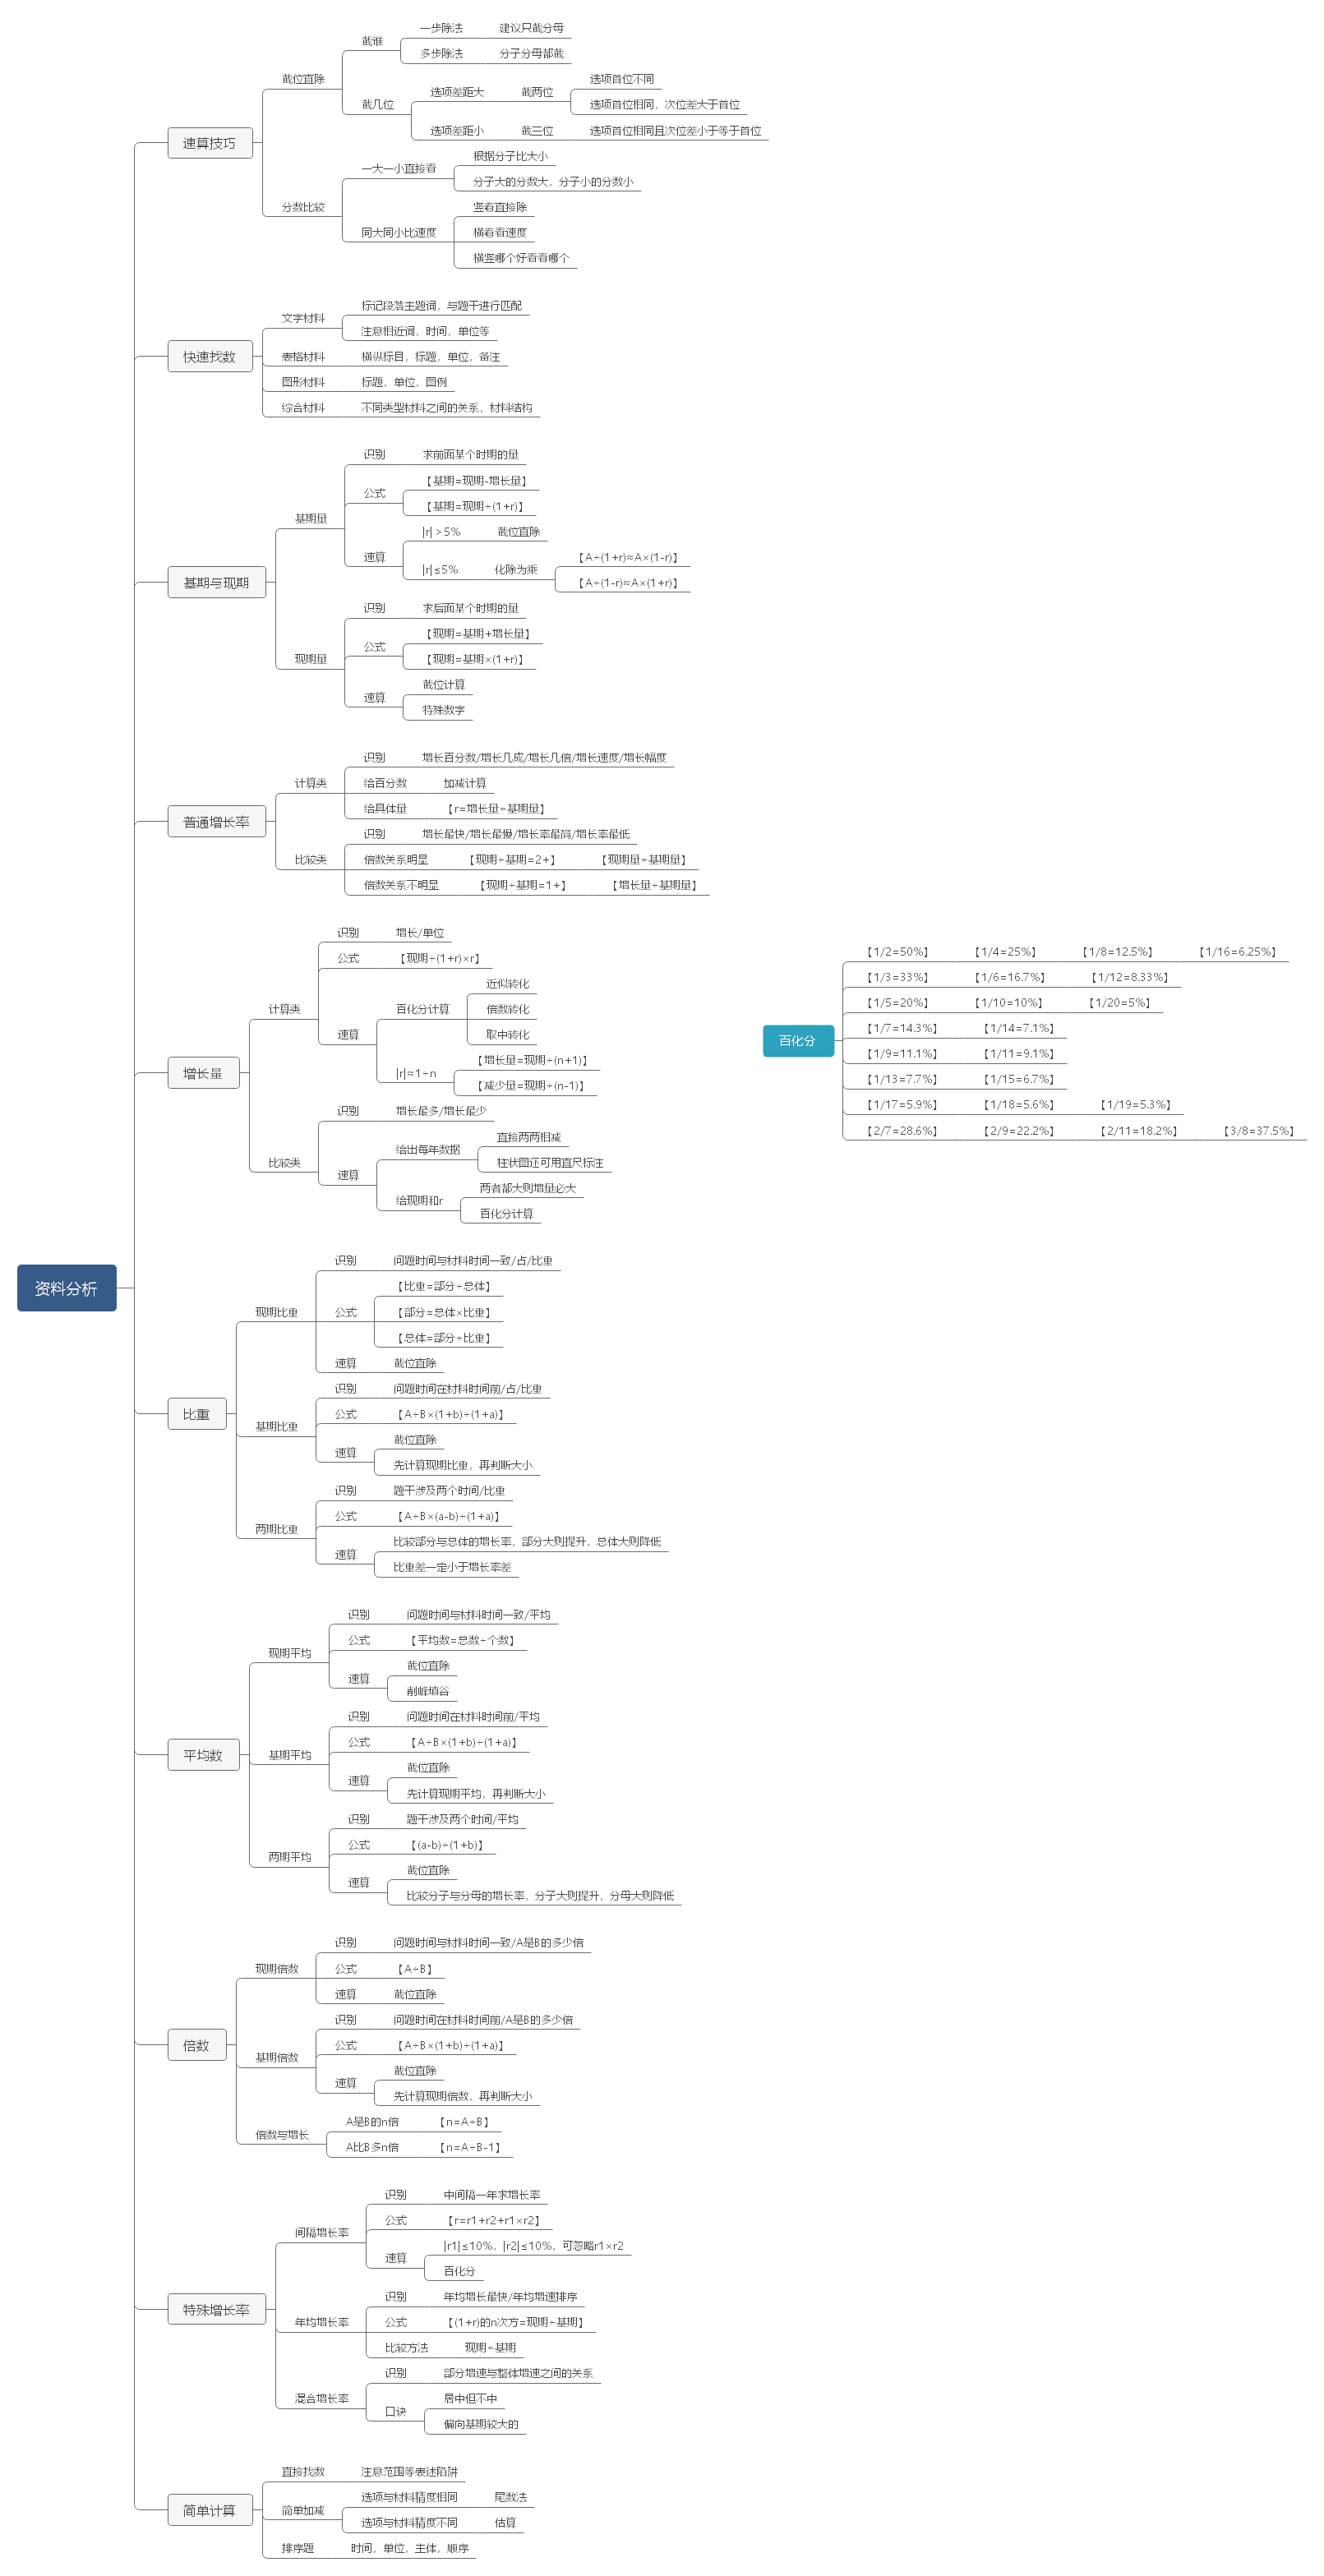 资料分析
速算技巧
截位直除
截谁
一步除法 建议只截分母
多步除法 分子分母都截
截几位
选项差距大 截两位
选项首位不同
选项首位相同，次位差大于首位
选项差距小 截三位 选项首位相同且次位差小于等于首位
分数比较
一大一小直接看
根据分子比大小
分子大的分数大，分子小的分数小
同大同小比速度
竖着直接除
横着看速度
横竖哪个好看看哪个
快速找数
文字材料
标记段落主题词，与题干进行匹配
注意相近词，时间，单位等
表格材料 横纵标目，标题，单位，备注
图形材料 标题，单位，图例
综合材料 不同类型材料之间的关系，材料结构
基期与现期
基期量
识别 求前面某个时期的量
公式
【基期=现期-增长量】
【基期=现期÷(1+r)】
速算
|r|＞5% 截位直除
|r|≤5% 化除为乘
【A÷(1+r)≈A×(1-r)】
【A÷(1-r)≈A×(1+r)】
现期量
识别 求后面某个时期的量
公式
【现期=基期+增长量】
【现期=基期×(1+r)】
速算
截位计算
特殊数字
普通增长率
计算类
识别 增长百分数/增长几成/增长几倍/增长速度/增长幅度
给百分数 加减计算
给具体量 【r=增长量÷基期量】
比较类
识别 增长最快/增长最慢/增长率最高/增长率最低
倍数关系明显 【现期÷基期=2+】 【现期量÷基期量】
倍数关系不明显 【现期÷基期=1+】 【增长量÷基期量】
增长量
计算类
识别 增长/单位
公式 【现期÷(1+r)×r】
速算
百化分计算
近似转化
倍数转化
取中转化
|r|≈1÷n
【增长量=现期÷(n+1)】
【减少量=现期÷(n-1)】
比较类
识别 增长最多/增长最少
速算
给出每年数据
直接两两相减
柱状图还可用直尺标注
给现期和r
两者都大则增量必大
百化分计算
比重
现期比重
识别 问题时间与材料时间一致/占/比重
公式
【比重=部分÷总体】
【部分=总体×比重】
【总体=部分÷比重】
速算 截位直除
基期比重
识别 问题时间在材料时间前/占/比重
公式 【A÷B×(1+b)÷(1+a)】
速算
截位直除
先计算现期比重，再判断大小
两期比重
识别 题干涉及两个时间/比重
公式 【A÷B×(a-b)÷(1+a)】
速算
比较部分与总体的增长率，部分大则提升，总体大则降低
比重差一定小于增长率差
平均数
现期平均
识别 问题时间与材料时间一致/平均
公式 【平均数=总数÷个数】
速算
截位直除
削峰填谷
基期平均
识别 问题时间在材料时间前/平均
公式 【A÷B×(1+b)÷(1+a)】
速算
截位直除
先计算现期平均，再判断大小
两期平均
识别 题干涉及两个时间/平均
公式 【(a-b)÷(1+b)】
速算
截位直除
比较分子与分母的增长率，分子大则提升，分母大则降低
倍数
现期倍数
识别 问题时间与材料时间一致/A是B的多少倍
公式 【A÷B】
速算 截位直除
基期倍数
识别 问题时间在材料时间前/A是B的多少倍
公式 【A÷B×(1+b)÷(1+a)】
速算
截位直除
先计算现期倍数，再判断大小
倍数与增长
A是B的n倍 【n=A÷B】
A比B多n倍 【n=A÷B-1】
特殊增长率
间隔增长率
识别 中间隔一年求增长率
公式 【r=r1+r2+r1×r2】
速算
|r1|≤10%，|r2|≤10%，可忽略r1×r2
百化分
年均增长率
识别 年均增长最快/年均增速排序
公式 【(1+r)的n次方=现期÷基期】
比较方法 现期÷基期
混合增长率
识别 部分增速与整体增速之间的关系
口诀
居中但不中
偏向基期较大的
简单计算
直接找数 注意范围等表述陷阱
简单加减
选项与材料精度相同 尾数法
选项与材料精度不同 估算
排序题 时间，单位，主体，顺序
百化分
【1/2=50%】 【1/4=25%】 【1/8=12.5%】 【1/16=6.25%】
【1/3=33%】 【1/6=16.7%】 【1/12=8.33%】
【1/5=20%】 【1/10=10%】 【1/20=5%】
【1/7=14.3%】 【1/14=7.1%】
【1/9=11.1%】 【1/11=9.1%】
【1/13=7.7%】 【1/15=6.7%】
【1/17=5.9%】 【1/18=5.6%】 【1/19=5.3%】
【2/7=28.6%】 【2/9=22.2%】 【2/11=18.2%】 【3/8=37.5%】